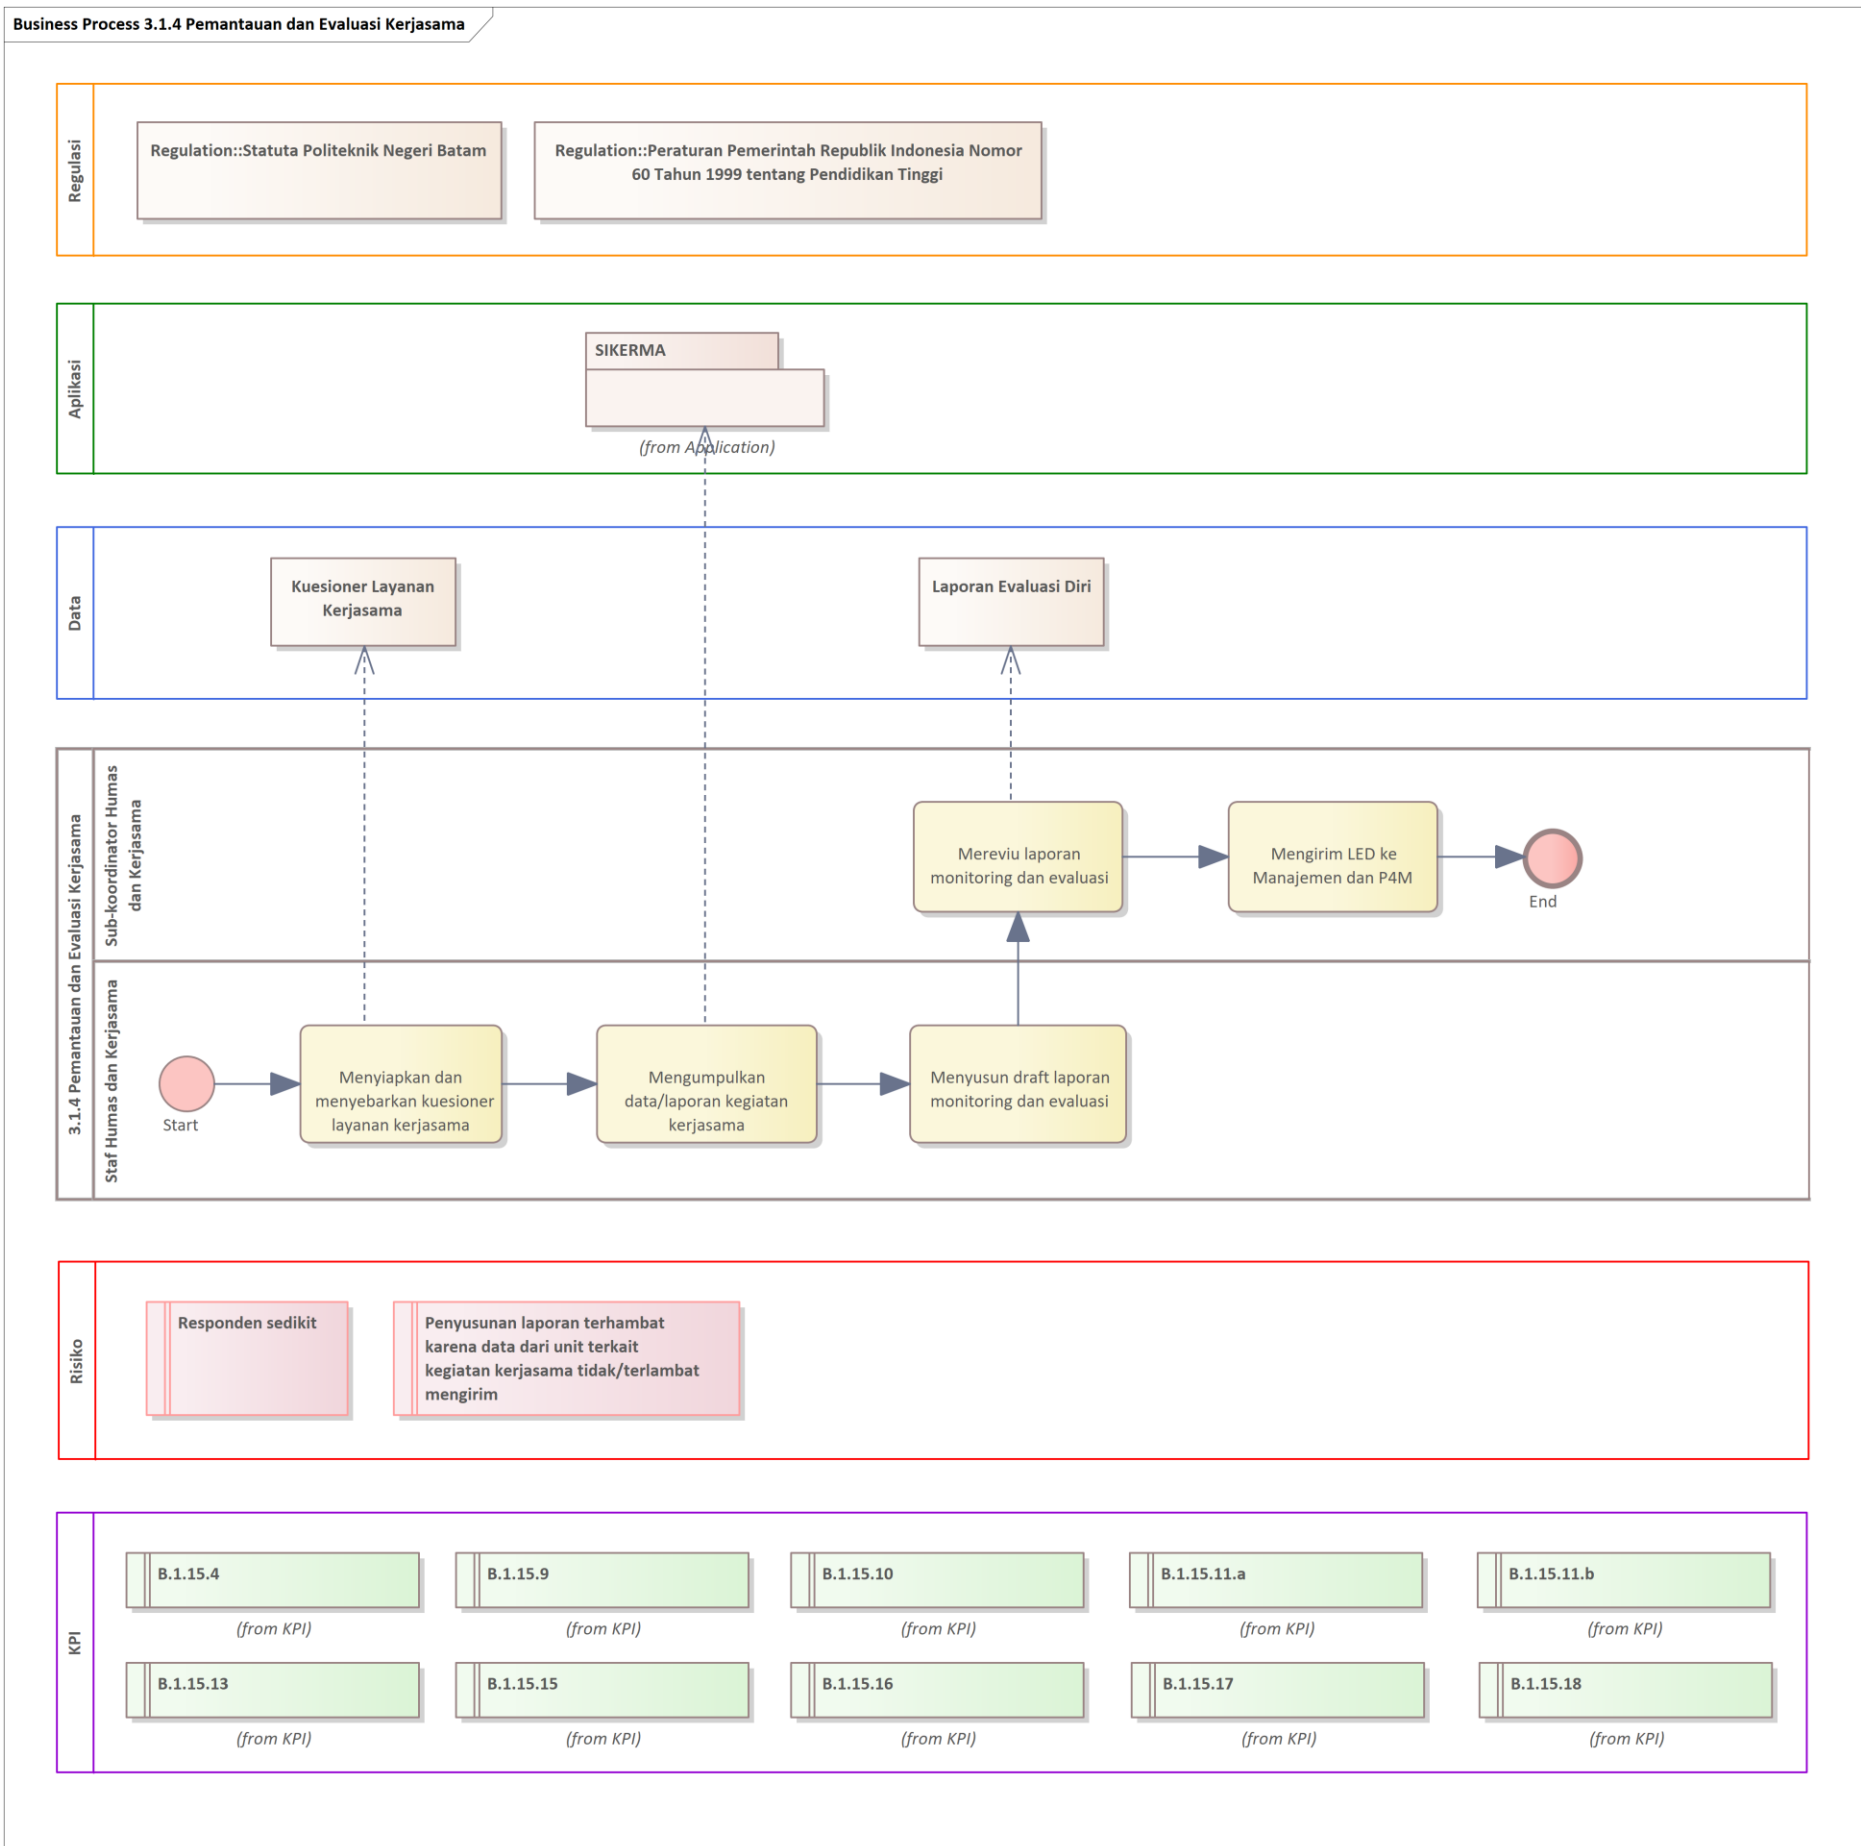 Business Process 3.1.4 Pemantauan dan Evaluasi Kerjasama
Regulasi
Regulation::Statuta Politeknik Negeri Batam
Regulation::Peraturan Pemerintah Republik Indonesia Nomor
60 Tahun 1999 tentang Pendidikan Tinggi
Aplikasi
SIKERMA
(from Application)
Data
Kuesioner Layanan
Kerjasama
Laporan Evaluasi Diri
3.1.4 Pemantauan dan Evaluasi Kerjasama
Sub-koordinator Humas
dan Kerjasama
Mereviu laporan
monitoring dan evaluasi
Mengirim LED ke
Manajemen dan P4M
End
Staf Humas dan Kerjasama
Start
Menyiapkan dan
menyebarkan kuesioner
layanan kerjasama
Mengumpulkan
data/laporan kegiatan
kerjasama
Menyusun draft laporan
monitoring dan evaluasi
Risiko
Responden sedikit
Penyusunan laporan terhambat
karena data dari unit terkait
kegiatan kerjasama tidak/terlambat
mengirim
KPI
B.1.15.4
(from KPI)
B.1.15.9
(from KPI)
B.1.15.10
(from KPI)
B.1.15.11.a
(from KPI)
B.1.15.11.b
(from KPI)
B.1.15.13
(from KPI)
B.1.15.15
(from KPI)
B.1.15.16
(from KPI)
B.1.15.17
(from KPI)
B.1.15.18
(from KPI)